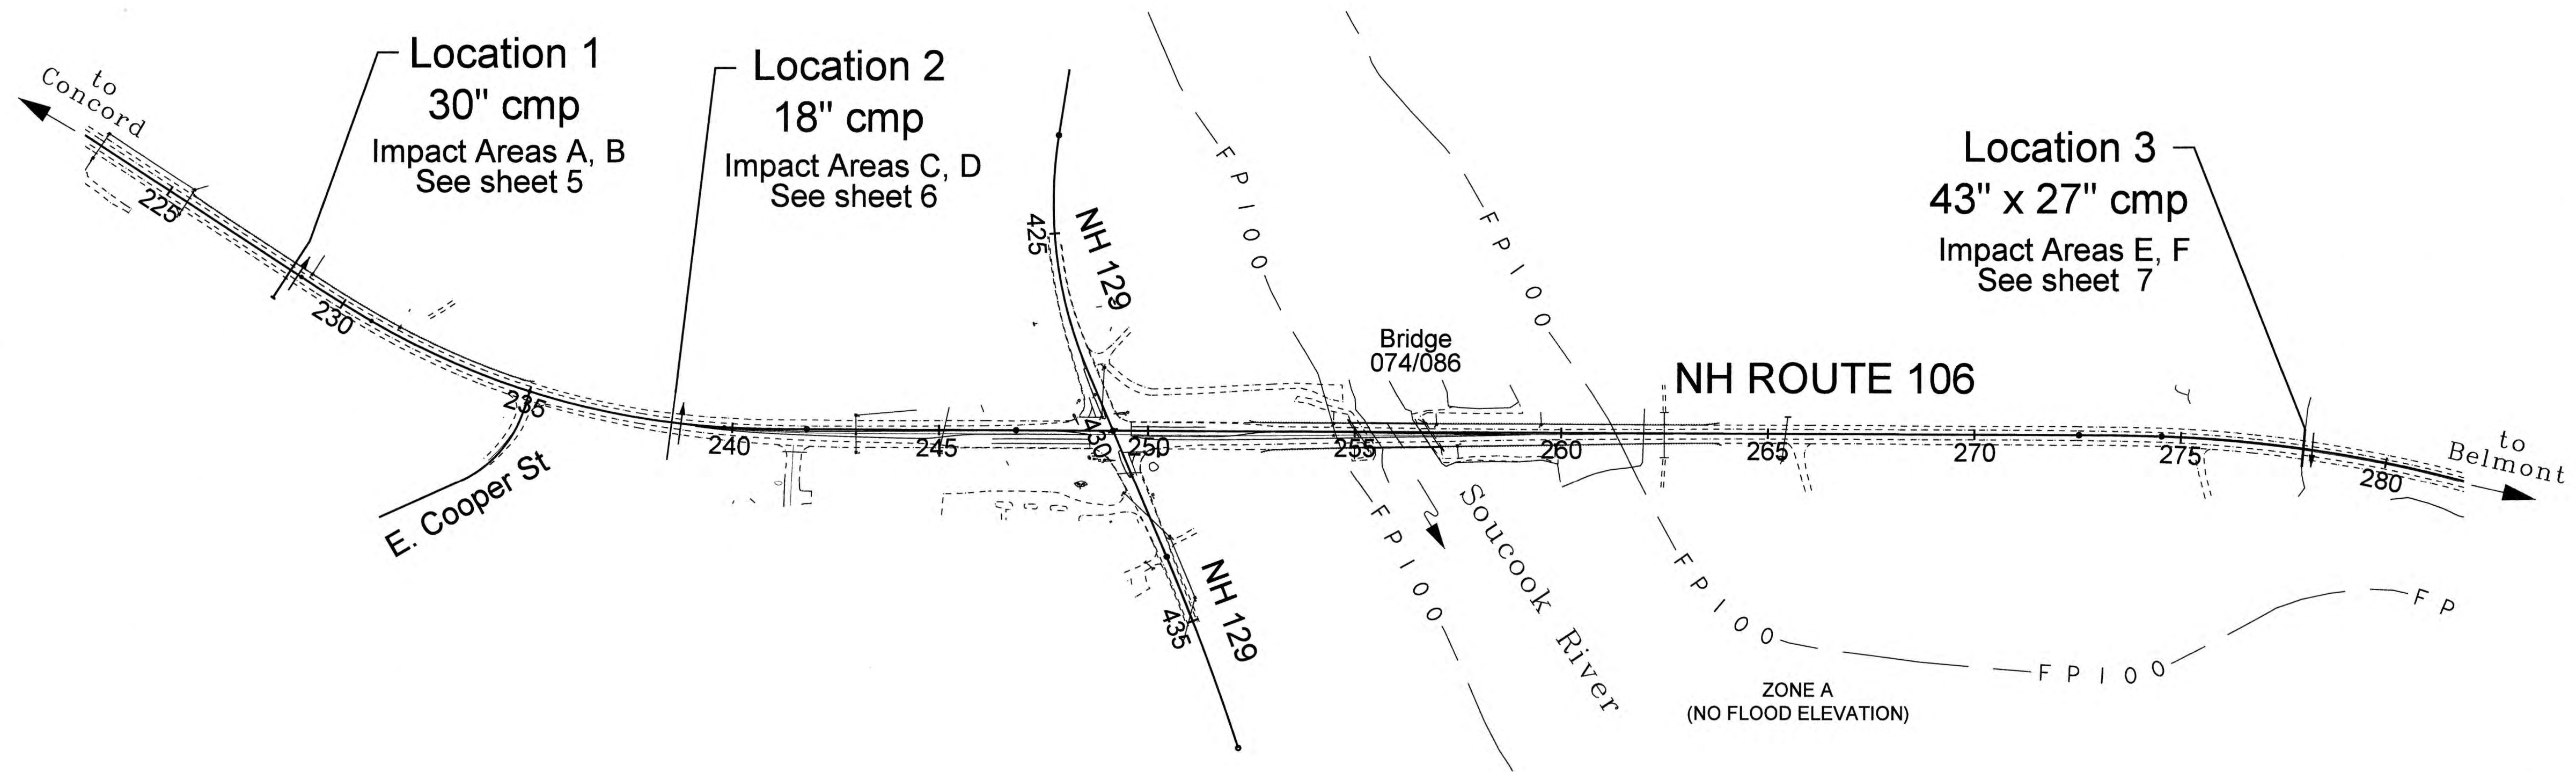 to
Concord
Location 1
30" cmp
Impact Areas A, B
See sheet 5
Location 2
18" cmp
Impact Areas C, D
See sheet 6
Location 3
43" x 27" cmp
Impact Areas E, F
See sheet 7
225
230
235
E. Cooper St
240
245
425
NH 129
430
250
435
NH 129
FP100
FP100
Bridge
074/086
NH ROUTE 106
255
260
265
270
275
280
to
Belmont
FP100
Soucook River
FP100
FP100
FP
ZONE A
(NO FLOOD ELEVATION)